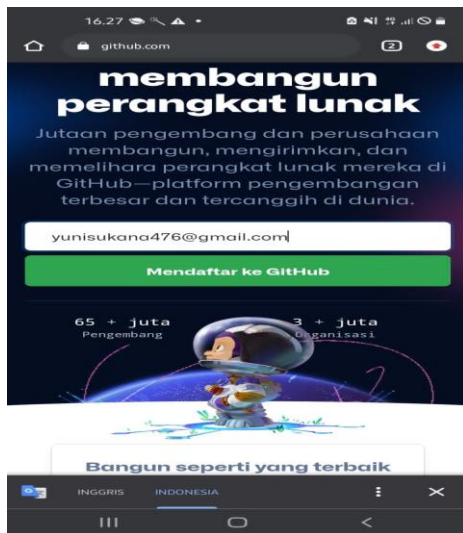 16.27
github.com
2
membangun
perangkat lunak
Jutaan pengembang dan perusahaan
membangun, mengirimkan, dan
memelihara perangkat lunak mereka di
GitHub—platform pengembangan
terbesar dan tercanggih di dunia.
yunisukana476@gmail.com
Mendaftar ke GitHub
65 + juta
Pengembang
3 + juta
Organisasi
Bangun seperti yang terbaik
INGGRIS
INDONESIA